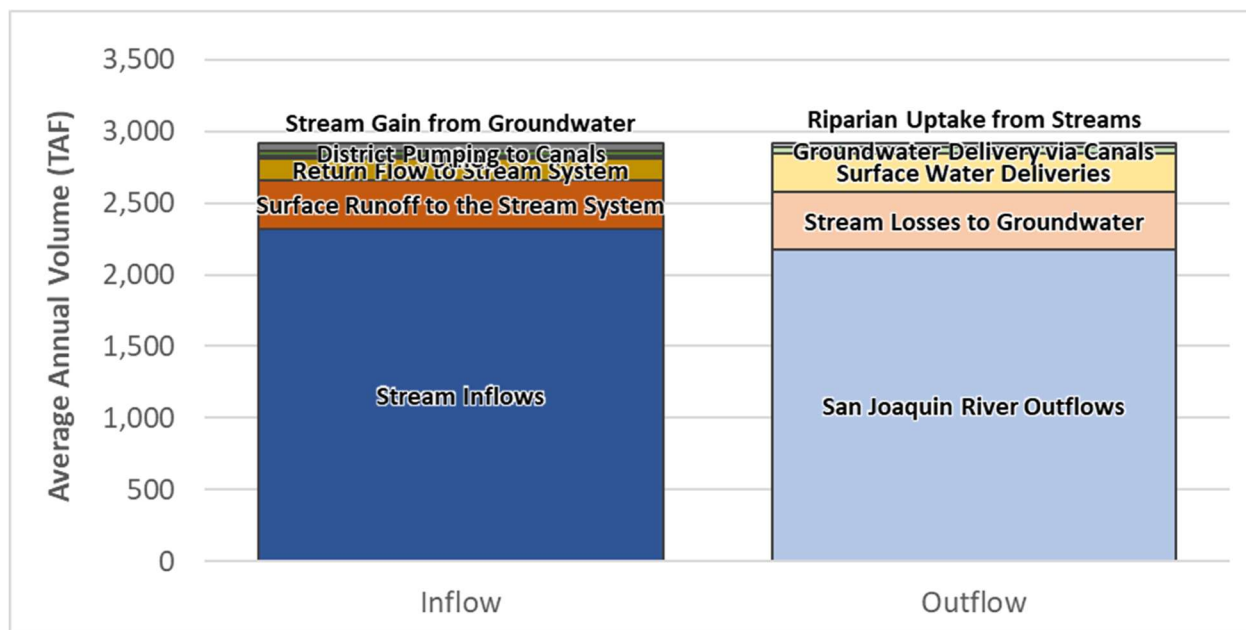 Average Annual Volume (TAF)
3,500
3,000
2,500
2,000
1,500
1,000
500
0
Stream Gain from Groundwater
District Pumping to Canals
Return Flow to Stream System
Surface Runoff to the Stream System
Stream Inflows
Riparian Uptake from Streams
Groundwater Delivery via Canals
Surface Water Deliveries
Stream Losses to Groundwater
San Joaquin River Outflows
Inflow
Outflow